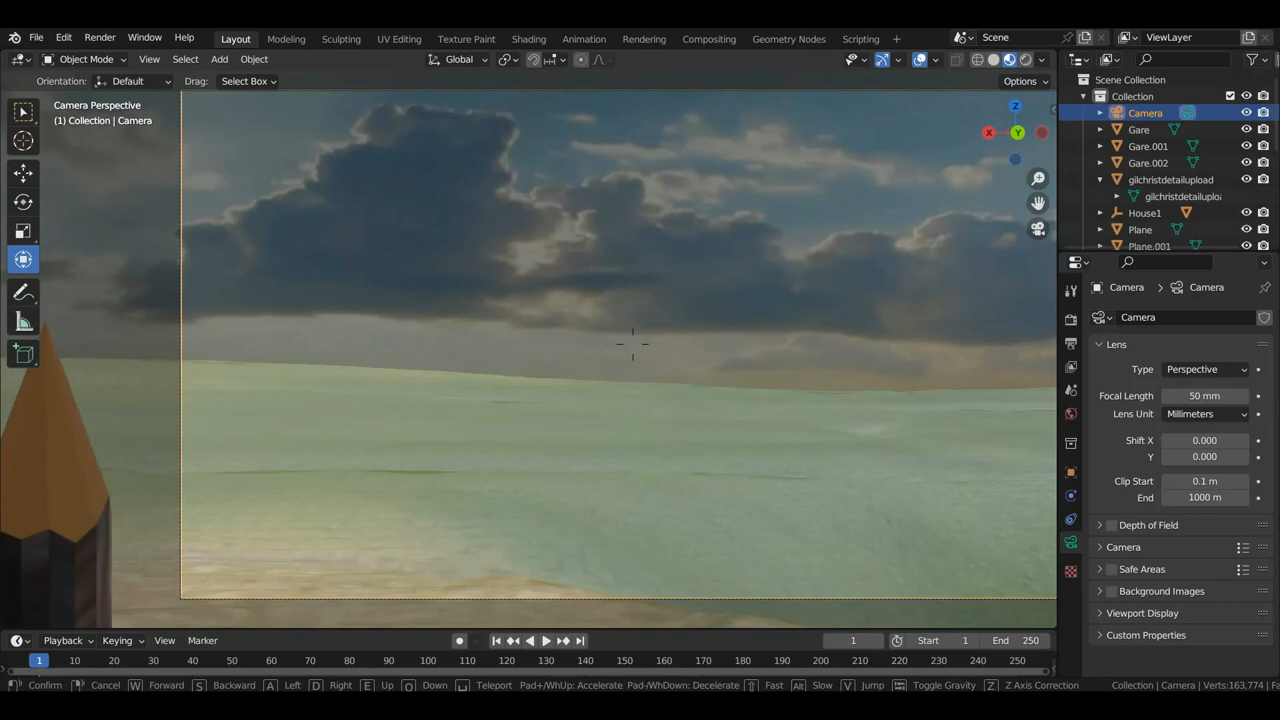 File Edit Render Window Help Layout Modeling Sculpting UV Editing Texture Paint Shading Animation Rendering Compositing Geometry Nodes Scripting + Scene ViewLayer
Object Mode View Select Add Object Global
Orientation: Default Drag: Select Box Options
Camera Perspective
(1) Collection | Camera
X
Y
Z
Scene Collection
Collection
Camera
Gare
Gare.001
Gare.002
gilchristdetailupload
gilchristdetailuploa
House1
Plane
Plane.001
Camera Camera
Camera
Lens
Type Perspective
Focal Length 50 mm
Lens Unit Millimeters
Shift X 0.000
Y 0.000
Clip Start 0.1 m
End 1000 m
Depth of Field
Camera
Safe Areas
Background Images
Viewport Display
Custom Properties
Playback Keying View Marker 1 Start 1 End 250
1 10 20 30 40 50 60 70 80 90 100 110 120 130 140 150 160 170 180 190 200 210 220 230 240 250
Confirm Cancel W Forward S Backward A Left D Right E Up Q Down Teleport Pad+/WhUp: Accelerate Pad-/WhDown: Decelerate Fast Alt Slow V Jump Toggle Gravity Z Z Axis Correction Collection | Camera | Verts:163,774 |